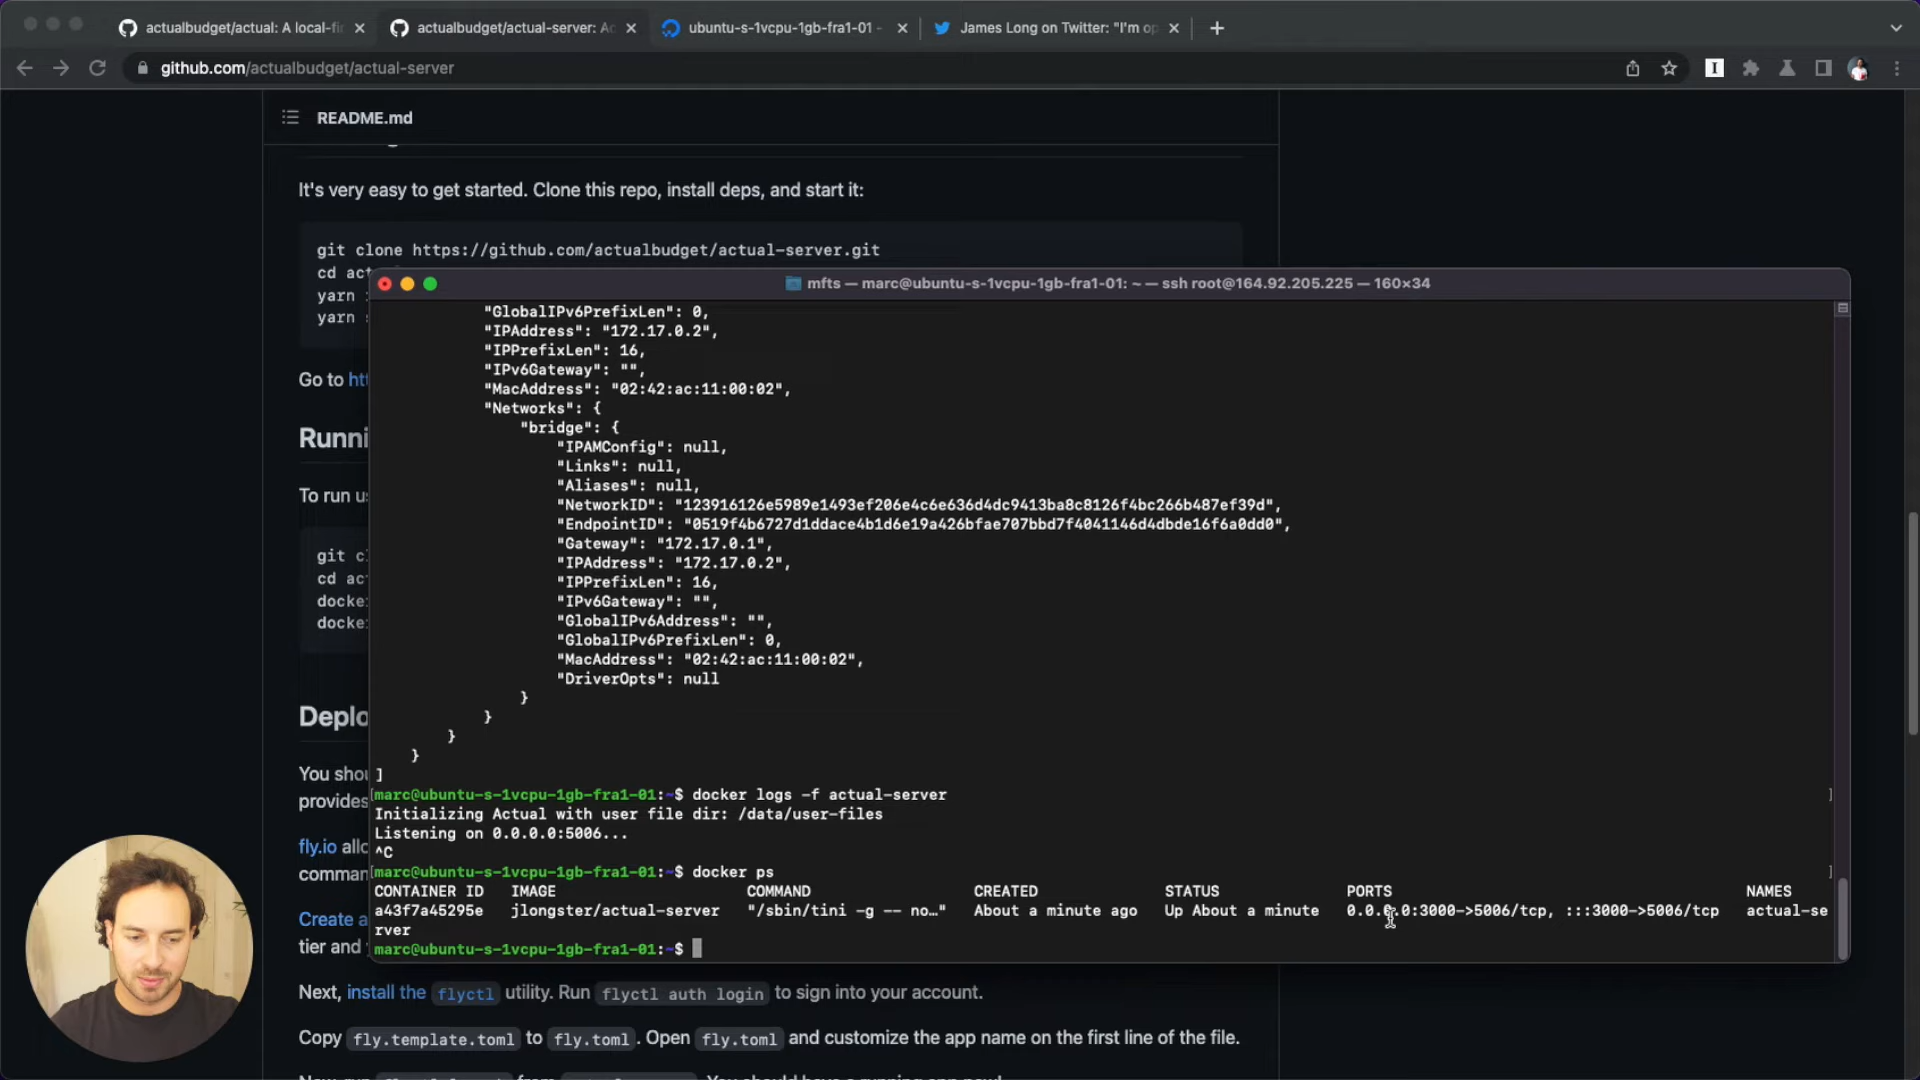 actualbudget/actual: A local-fi
actualbudget/actual-server: Ac
ubuntu-s-1vcpu-1gb-fra1-01 -
James Long on Twitter: "I'm op
github.com/actualbudget/actual-server
README.md
It's very easy to get started. Clone this repo, install deps, and start it:
git clone https://github.com/actualbudget/actual-server.git
cd act
yarn
yarn
Go to htt
Runni
To run us
git cl
cd act
docke
docke
Deplo
You shou
provides
fly.io allo
comman
Create a
tier and
mfts — marc@ubuntu-s-1vcpu-1gb-fra1-01: ~ — ssh root@164.92.205.225 — 160×34
"GlobalIPv6PrefixLen": 0,
"IPAddress": "172.17.0.2",
"IPPrefixLen": 16,
"IPv6Gateway": "",
"MacAddress": "02:42:ac:11:00:02",
"Networks": {
"bridge": {
"IPAMConfig": null,
"Links": null,
"Aliases": null,
"NetworkID": "123916126e5989e1493ef206e4c6e636d4dc9413ba8c8126f4bc266b487ef39d",
"EndpointID": "0519f4b6727d1ddace4b1d6e19a426bfae707bbd7f4041146d4dbde16f6a0dd0",
"Gateway": "172.17.0.1",
"IPAddress": "172.17.0.2",
"IPPrefixLen": 16,
"IPv6Gateway": "",
"GlobalIPv6Address": "",
"GlobalIPv6PrefixLen": 0,
"MacAddress": "02:42:ac:11:00:02",
"DriverOpts": null
}
}
}
}
]
[marc@ubuntu-s-1vcpu-1gb-fra1-01:~$ docker logs -f actual-server ]
Initializing Actual with user file dir: /data/user-files
Listening on 0.0.0.0:5006...
^C
[marc@ubuntu-s-1vcpu-1gb-fra1-01:~$ docker ps ]
CONTAINER ID IMAGE COMMAND CREATED STATUS PORTS NAMES
a43f7a45295e jlongster/actual-server "/sbin/tini -g -- no…" About a minute ago Up About a minute 0.0.0.0:3000->5006/tcp, :::3000->5006/tcp actual-se
rver
marc@ubuntu-s-1vcpu-1gb-fra1-01:~$
Next, install the flyctl utility. Run flyctl auth login to sign into your account.
Copy fly.template.toml to fly.toml. Open fly.toml and customize the app name on the first line of the file.